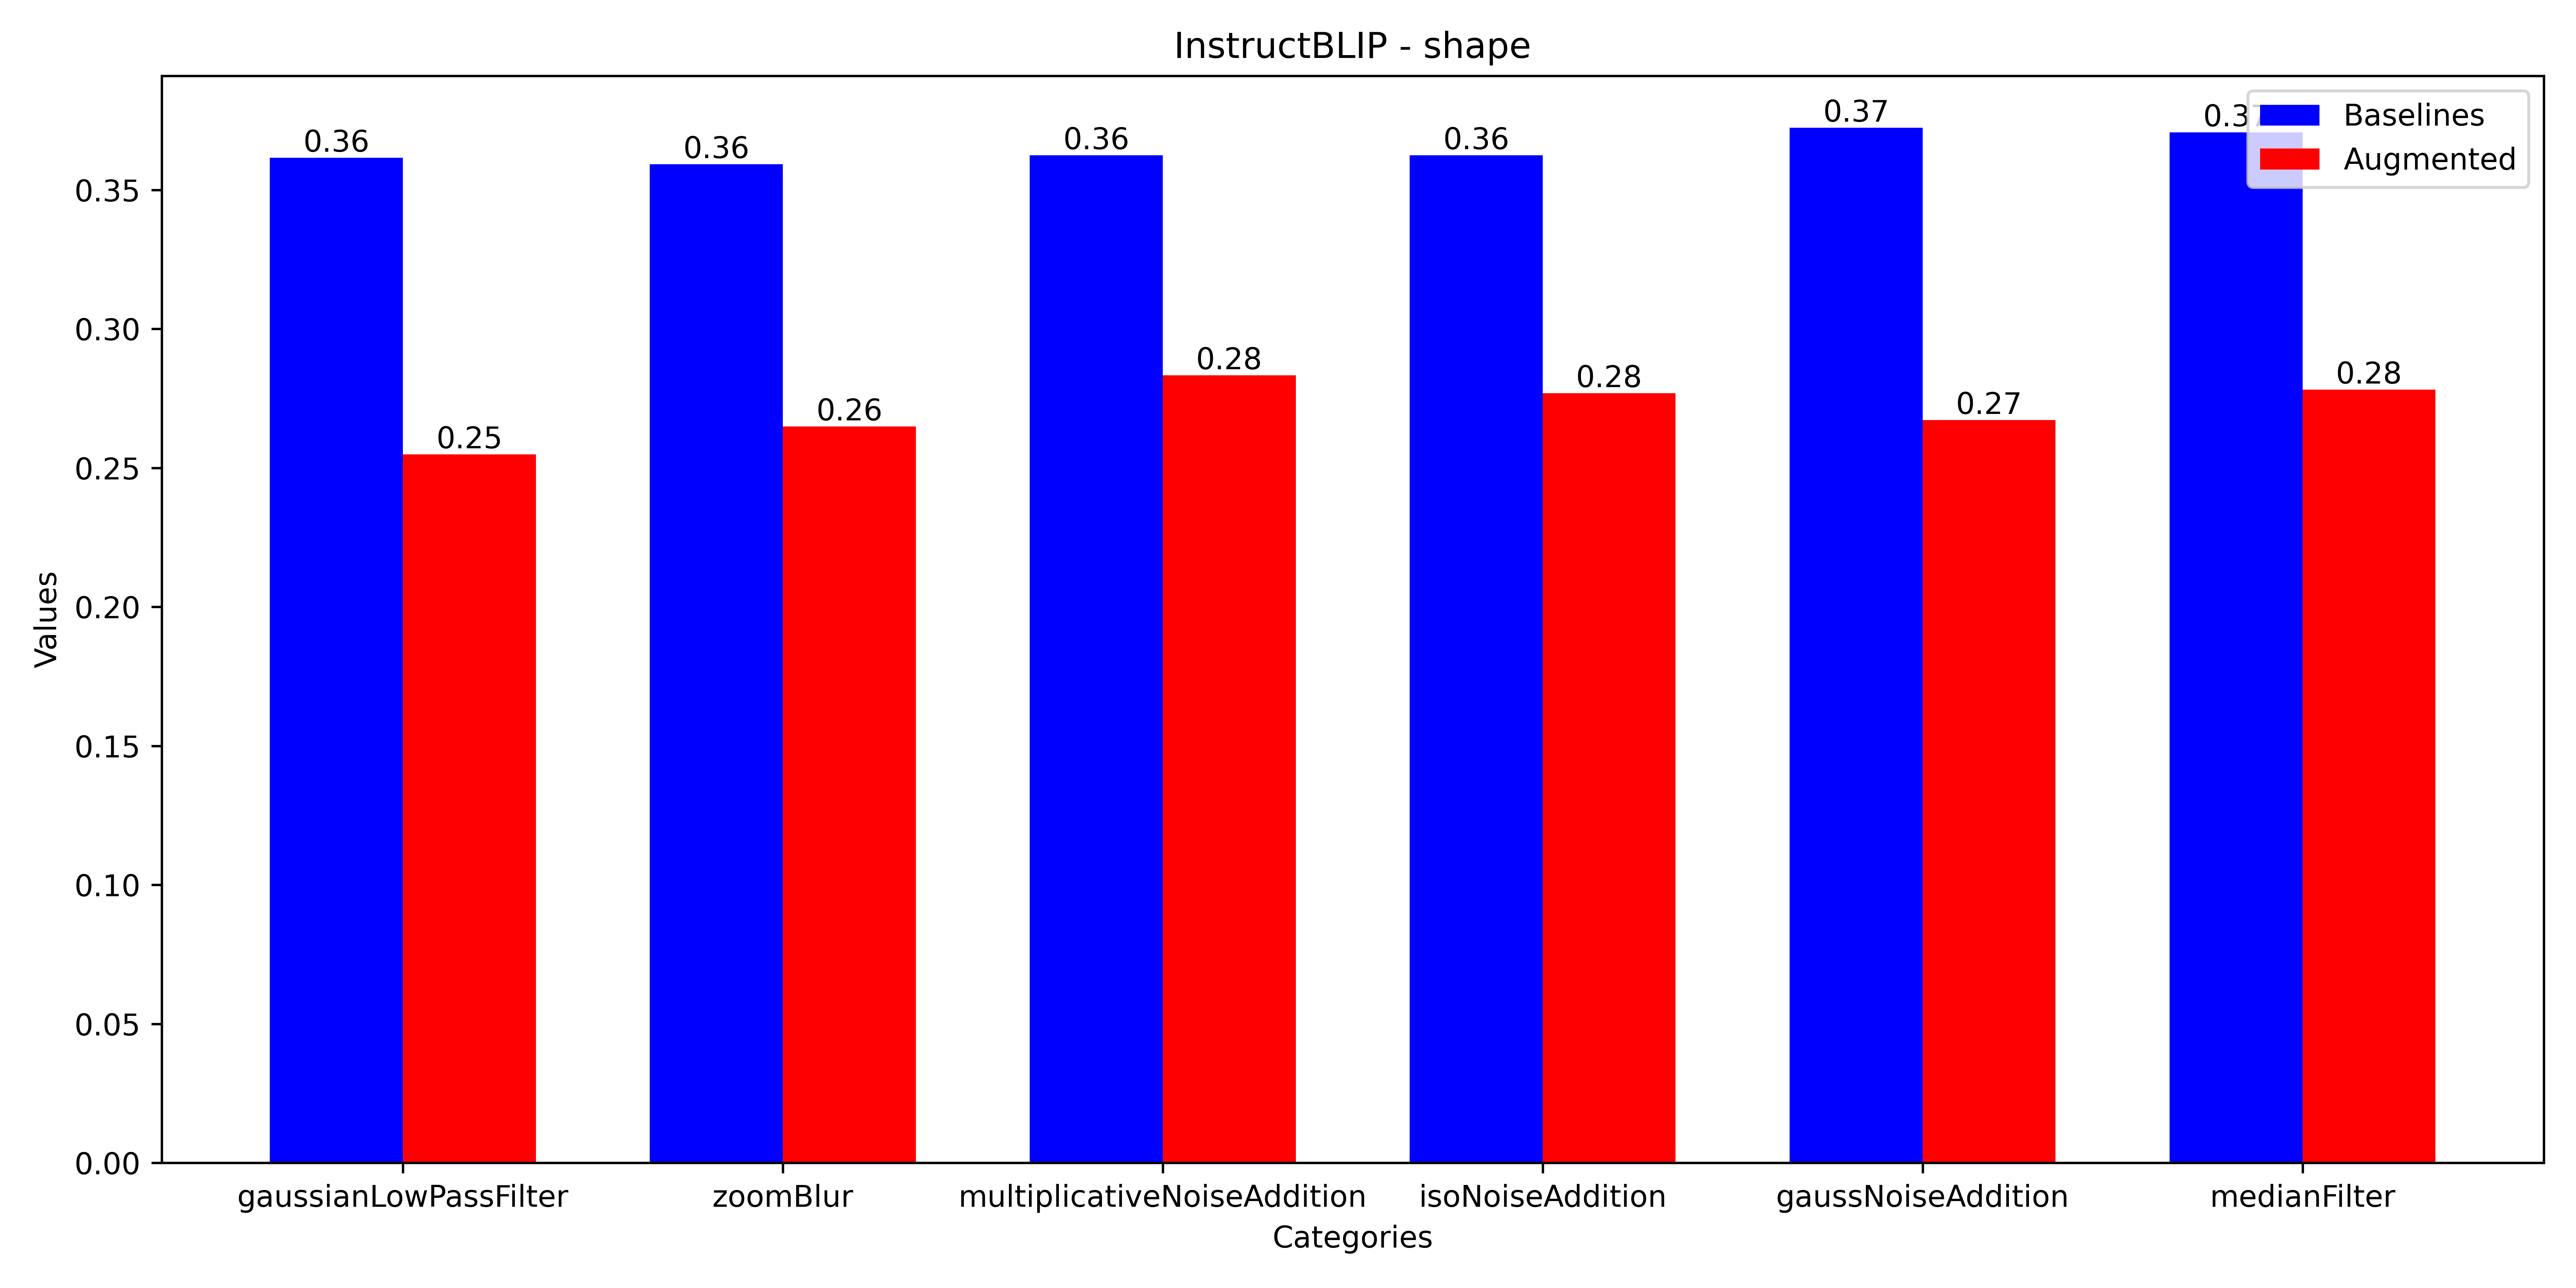 InstructBLIP - shape
0.36
0.36
0.36
0.36
0.37
0.3
Baselines
Augmented
0.25
0.26
0.28
0.28
0.27
0.28
0.35
0.30
0.25
0.20
0.15
0.10
0.05
0.00
Values
gaussianLowPassFilter
zoomBlur
multiplicativeNoiseAddition
isoNoiseAddition
gaussNoiseAddition
medianFilter
Categories